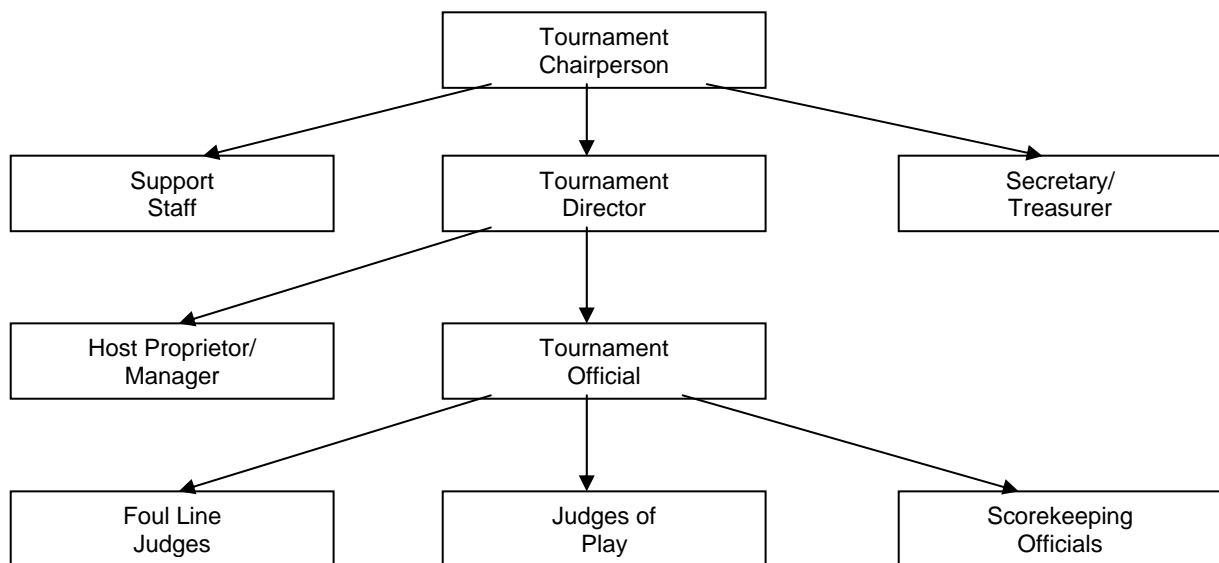 Tournament
Chairperson
Support
Staff
Tournament
Director
Secretary/
Treasurer
Host Proprietor/
Manager
Tournament
Official
Foul Line
Judges
Judges of
Play
Scorekeeping
Officials